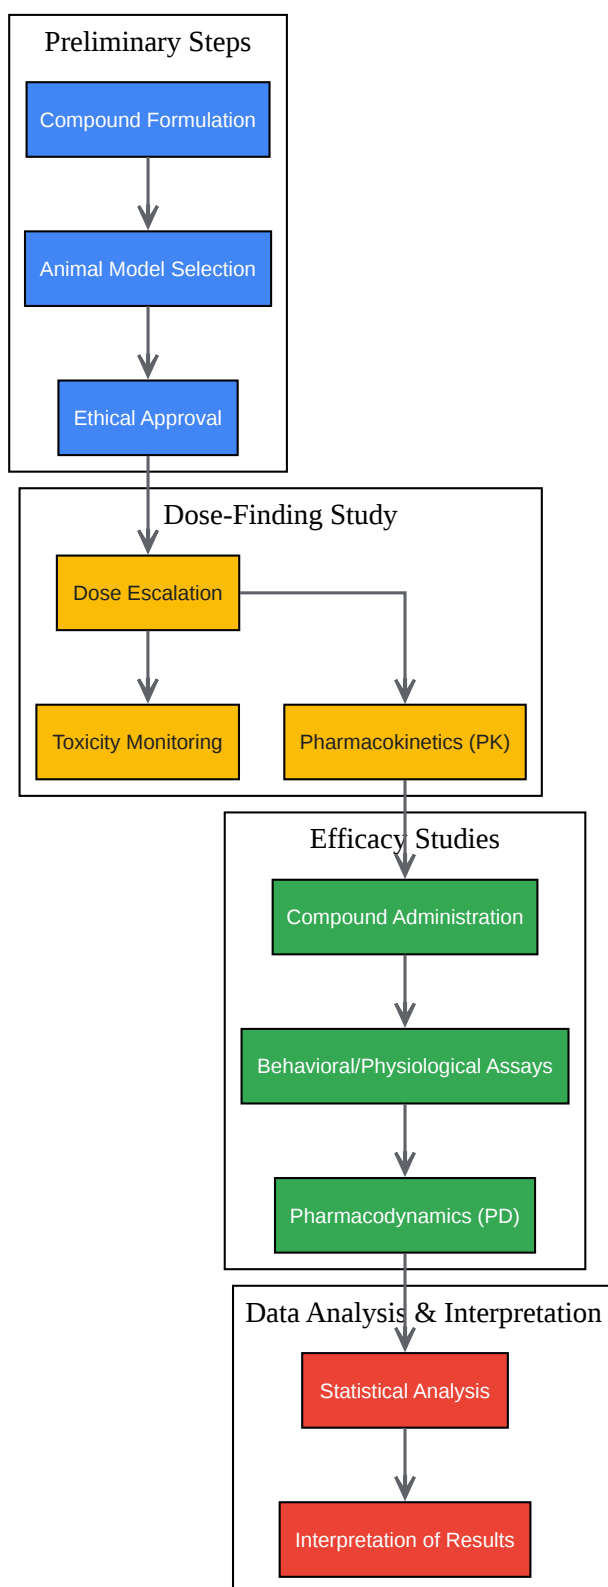 Preliminary Steps
Compound Formulation
Animal Model Selection
Ethical Approval
Dose-Finding Study
Dose Escalation
Toxicity Monitoring
Pharmacokinetics (PK)
Efficacy Studies
Compound Administration
Behavioral/Physiological Assays
Pharmacodynamics (PD)
Data Analysis & Interpretation
Statistical Analysis
Interpretation of Results